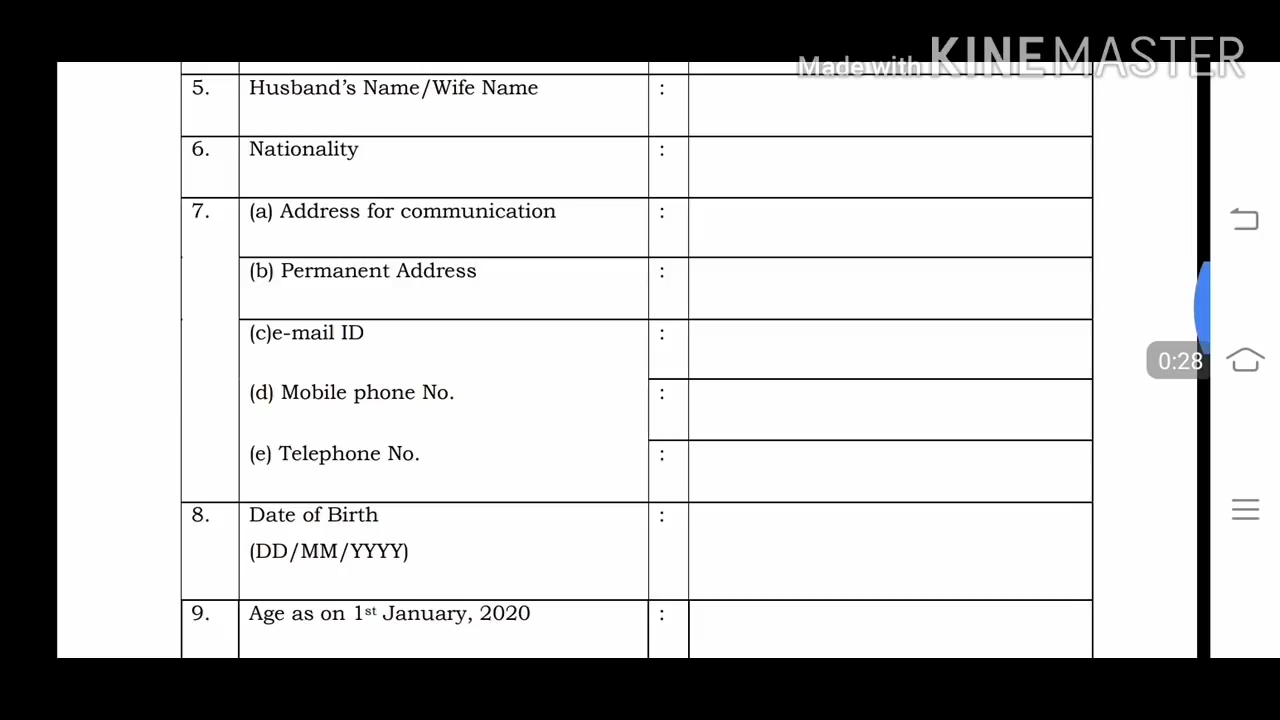 Made with KINEMASTER
5. Husband's Name/Wife Name :
6. Nationality :
7. (a) Address for communication :
(b) Permanent Address :
0:28
(c)e-mail ID :
(d) Mobile phone No. :
(e) Telephone No. :
8. Date of Birth :
(DD/MM/YYYY)
9. Age as on 1st January, 2020 :